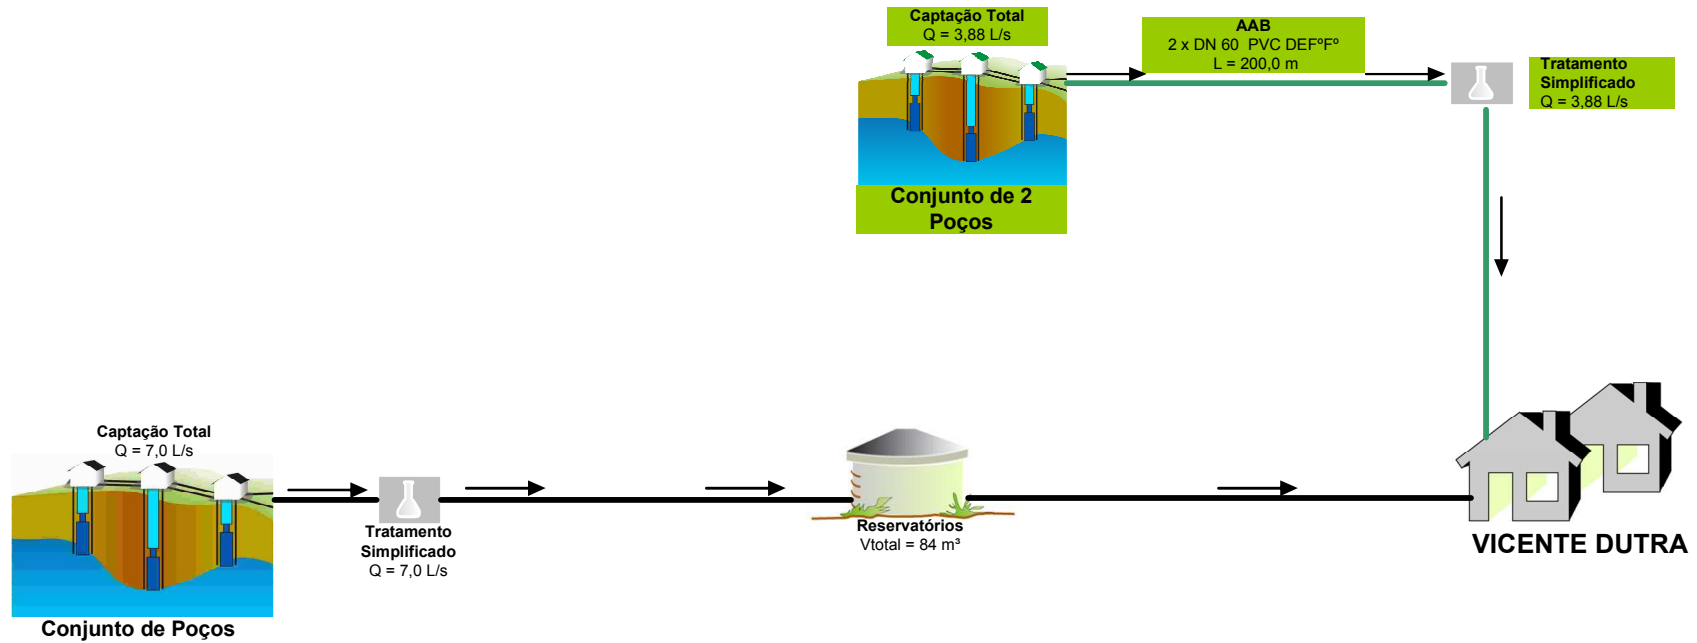 Captação Total
Q = 3,88 L/s
AAB
2 x DN 60  PVC DEFºFº
L = 200,0 m
Tratamento
Simplificado
Q = 3,88 L/s
Conjunto de 2
Poços
Captação Total
Q = 7,0 L/s
Tratamento
Simplificado
Q = 7,0 L/s
Reservatórios
Vtotal = 84 m³
VICENTE DUTRA
Conjunto de Poços